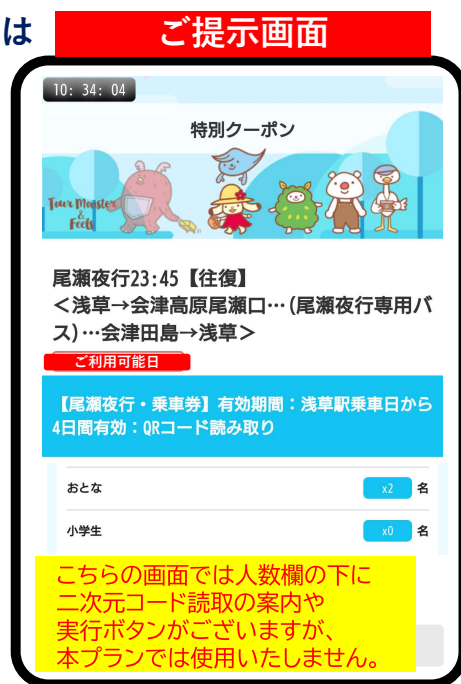 は
ご提示画面
10: 34: 04
特別クーポン
Tour Monster
&
Feels
尾瀬夜行23:45【往復】
<浅草→会津高原尾瀬口…(尾瀬夜行専用バ
ス)…会津田島→浅草>
ご利用可能日
【尾瀬夜行・乗車券】有効期間：浅草駅乗車日から
4日間有効：QRコード読み取り
おとな x2 名
小学生 x0 名
こちらの画面では人数欄の下に
二次元コード読取の案内や
実行ボタンがございますが、
本プランでは使用いたしません。